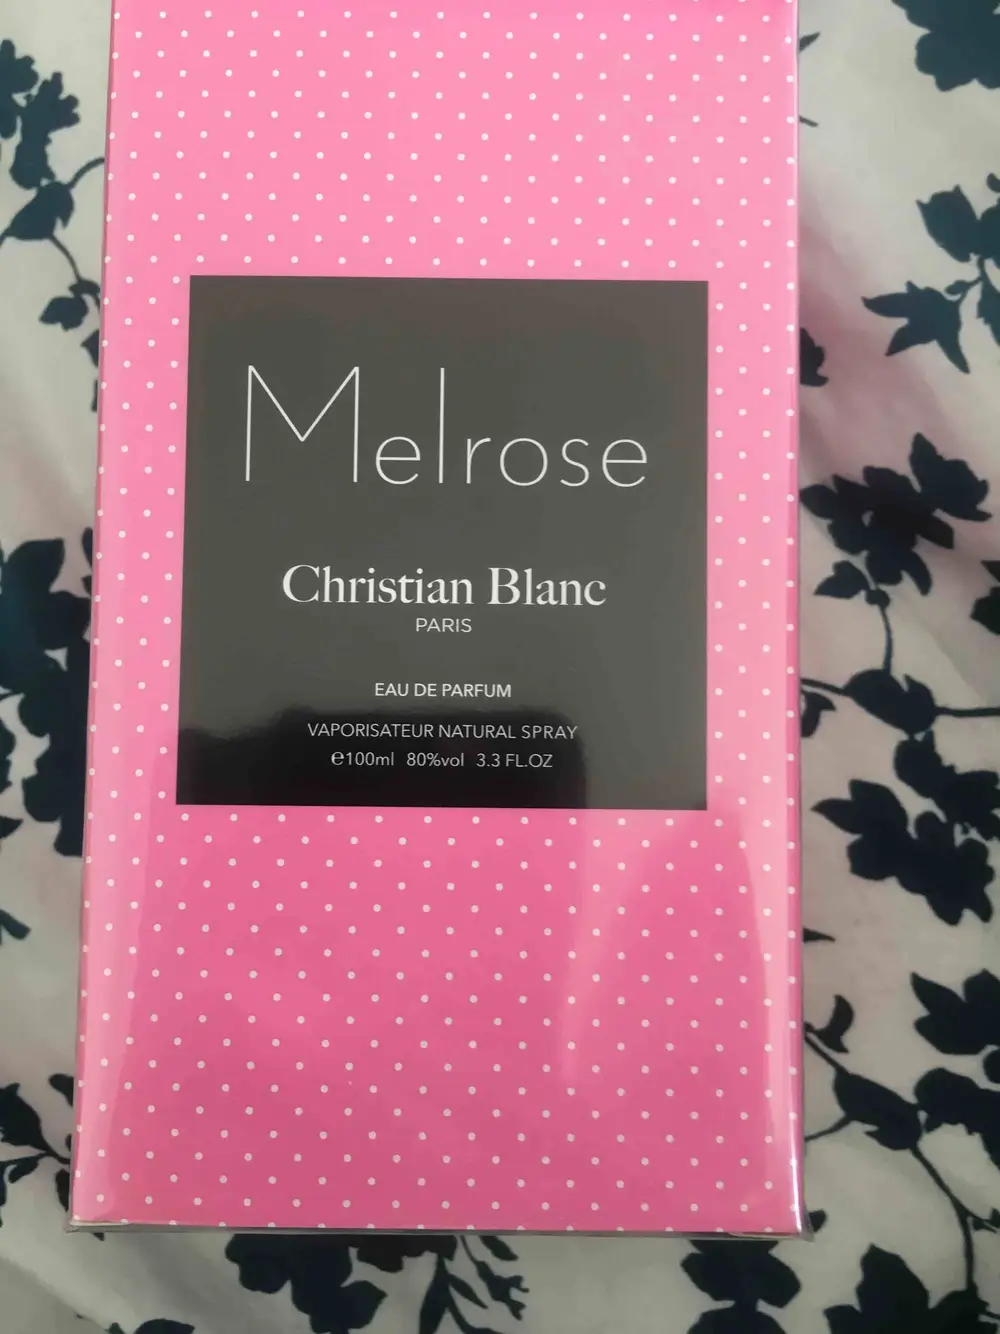 Melrose
Christian Blanc
PARIS
EAU DE PARFUM
VAPORISATEUR NATURAL SPRAY
℮100ml 80%vol 3.3 FL.OZ